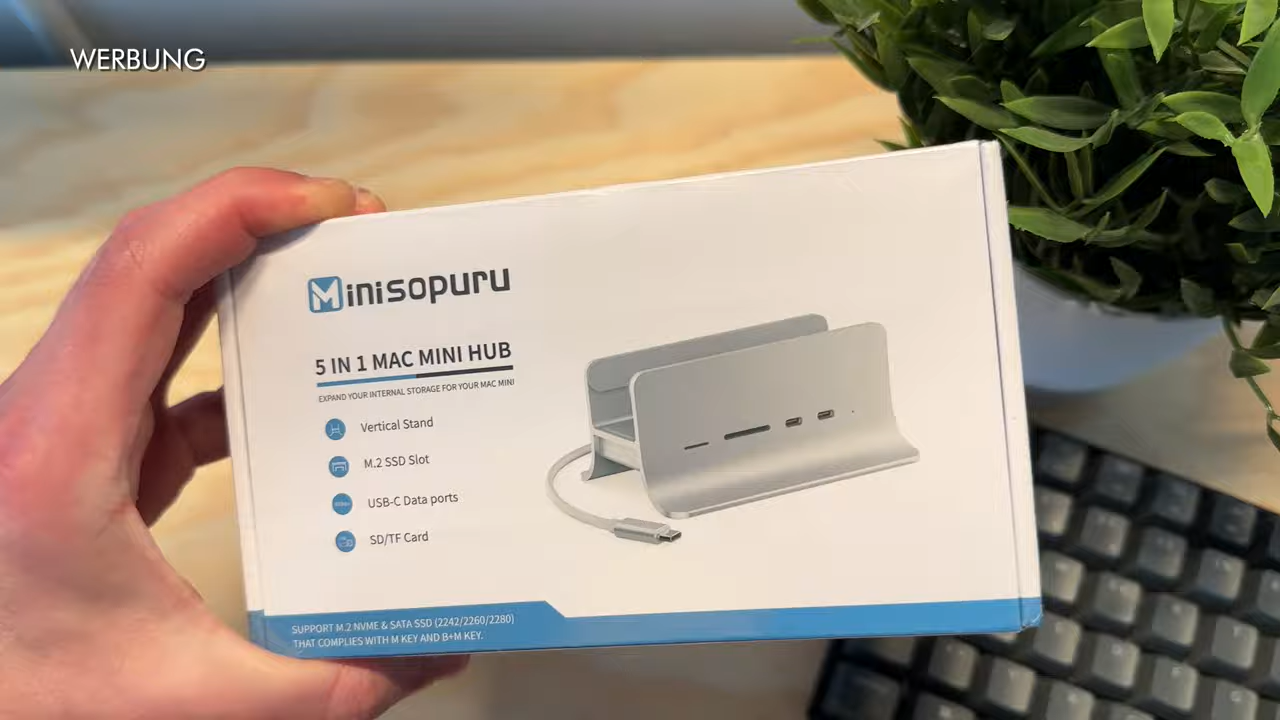 WERBUNG
Minisopuru
5 IN 1 MAC MINI HUB
EXPAND YOUR INTERNAL STORAGE FOR YOUR MAC MINI
Vertical Stand
M.2 SSD Slot
USB-C Data ports
SD/TF Card
SUPPORT M.2 NVME & SATA SSD (2242/2260/2280)
THAT COMPLIES WITH M KEY AND B+M KEY.